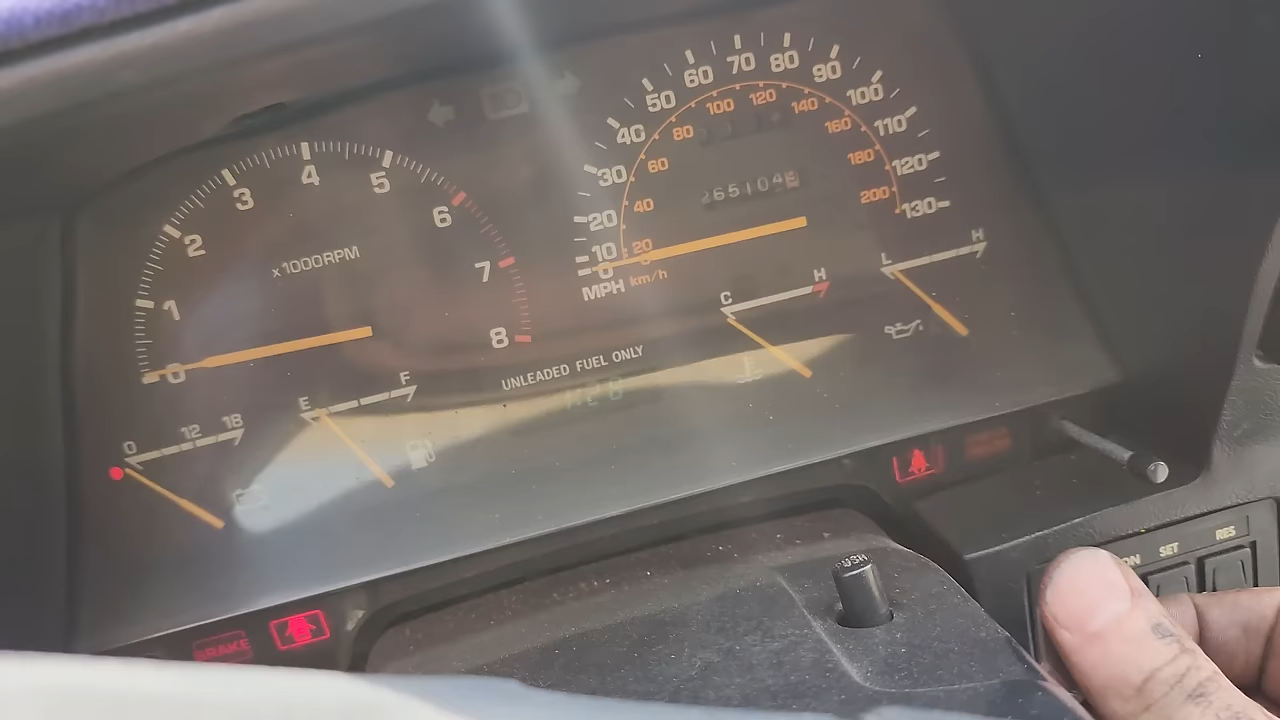 1
2
3
4
5
6
7
8
0
x1000RPM
0 10 20 30 40 50 60 70 80 90 100 110 120 130
20 40 60 80 100 120 140 160 180 200
MPH km/h
0 12 18
E F
C H
L H
UNLEADED FUEL ONLY
BRAKE
PUSH
SET
RES